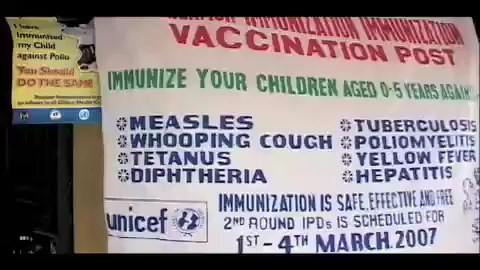 I have
Immunised
my Child
against Polio
You Should
DO THE SAME
IMMUNIZATION IMMUNIZATION
VACCINATION POST
IMMUNIZE YOUR CHILDREN AGED 0-5 YEARS
MEASLES
WHOOPING COUGH
TETANUS
DIPHTHERIA
TUBERCULOSIS
POLIOMYELITIS
YELLOW FEVER
HEPATITIS
IMMUNIZATION IS SAFE, EFFECTIVE AND FREE
2ND ROUND IPDs IS SCHEDULED FOR
1ST - 4TH MARCH, 2007
unicef